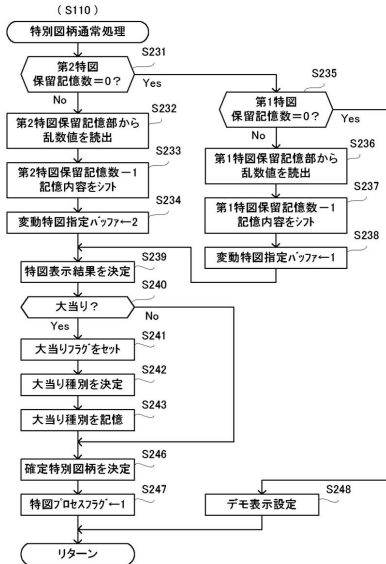 (S110)
特別図柄通常処理
S231
第2特図
保留記憶数=0?
Yes
No
S232
第2特図保留記憶部から
乱数値を読出
S233
第2特図保留記憶数-1
記憶内容をシフト
S234
変動特図指定バッファ←2
S235
第1特図
保留記憶数=0?
Yes
No
S236
第1特図保留記憶部から
乱数値を読出
S237
第1特図保留記憶数-1
記憶内容をシフト
S238
変動特図指定バッファ←1
S239
特図表示結果を決定
S240
大当り?
Yes
No
S241
大当りフラグをセット
S242
大当り種別を決定
S243
大当り種別を記憶
S246
確定特別図柄を決定
S247
特図プロセスフラグ←1
S248
デモ表示設定
リターン